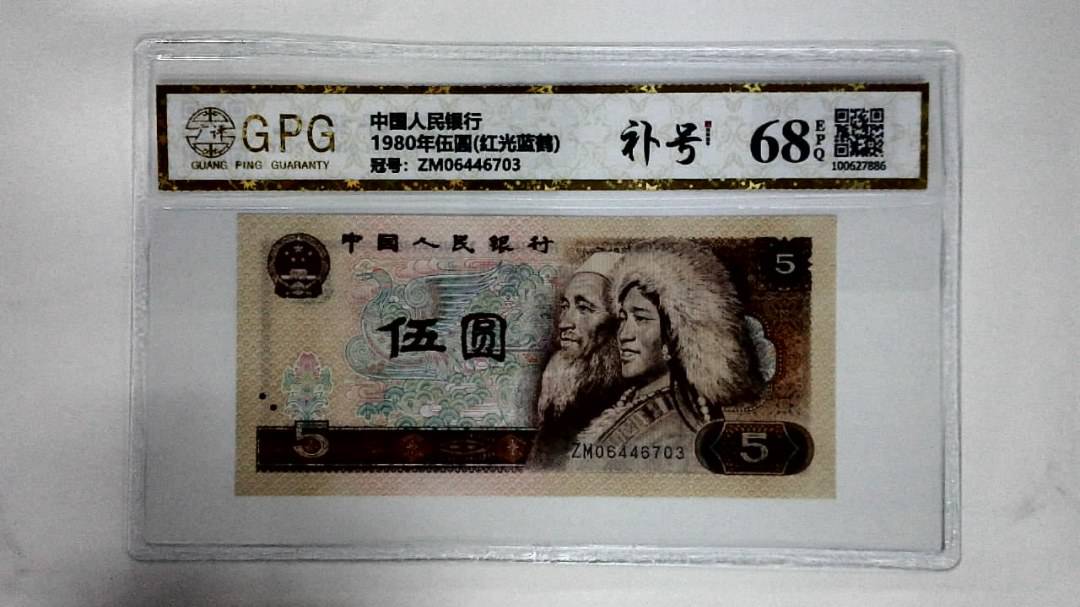 评
GPG
GUANG PING GUARANTY
中国人民银行
1980年伍圆(红光蓝鹤)
冠号：ZM06446703
补号
68
EPQ
100627886
中国人民银行
5
伍圆
5
ZM06446703
5